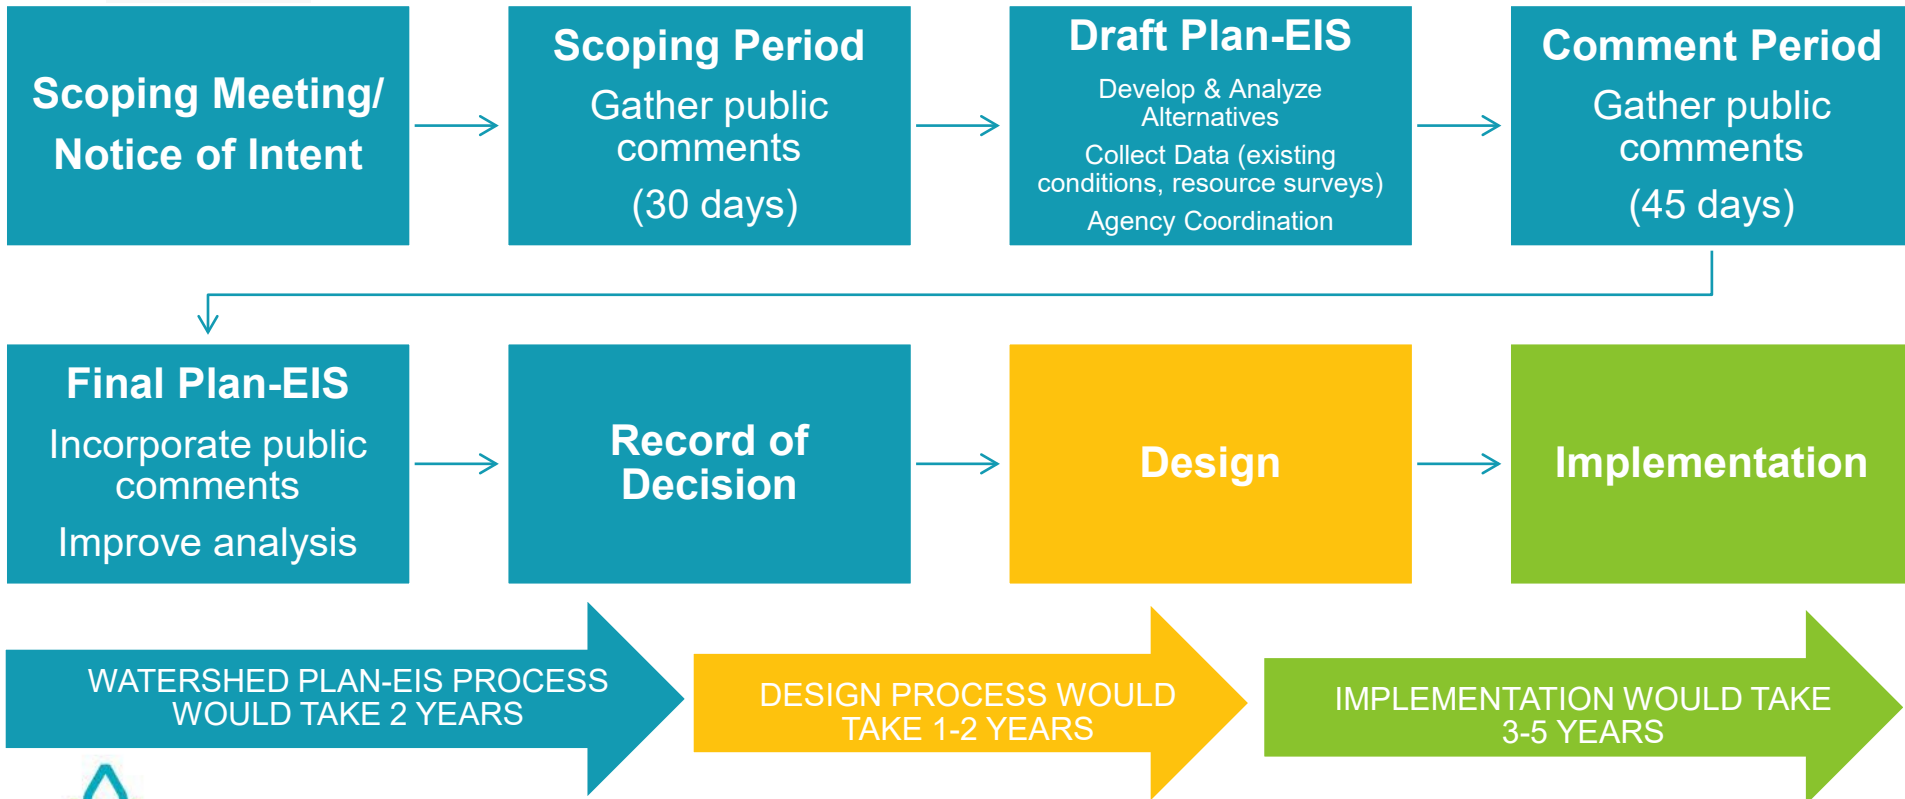 Scoping Meeting/
Notice of Intent
Scoping Period
Gather public
comments
(30 days)
Draft Plan-EIS
Develop & Analyze
Alternatives
Collect Data (existing
conditions, resource surveys)
Agency Coordination
Comment Period
Gather public
comments
(45 days)
Final Plan-EIS
Incorporate public
comments
Improve analysis
Record of
Decision
Design
Implementation
WATERSHED PLAN-EIS PROCESS
WOULD TAKE 2 YEARS
DESIGN PROCESS WOULD
TAKE 1-2 YEARS
IMPLEMENTATION WOULD TAKE
3-5 YEARS